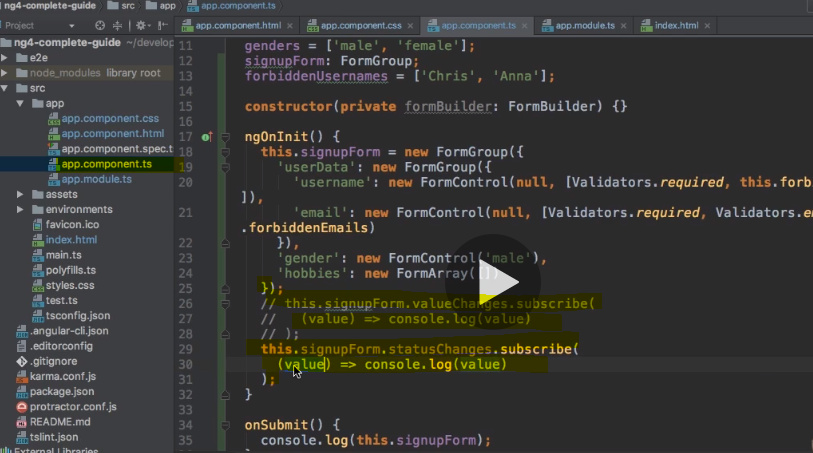 ng4-complete-guide src app app.component.ts
Project
app.component.html app.component.css app.component.ts app.module.ts index.html
ng4-complete-guide ~/develop
e2e
node_modules library root
src
app
app.component.css
app.component.html
app.component.spec.t
app.component.ts
app.module.ts
assets
environments
favicon.ico
index.html
main.ts
polyfills.ts
styles.css
test.ts
tsconfig.json
.angular-cli.json
.editorconfig
.gitignore
karma.conf.js
package.json
protractor.conf.js
README.md
tslint.json
External Libraries
11 genders = ['male', 'female'];
12 signupForm: FormGroup;
13 forbiddenUsernames = ['Chris', 'Anna'];
14
15 constructor(private formBuilder: FormBuilder) {}
16
17 ngOnInit() {
18 this.signupForm = new FormGroup({
19 'userData': new FormGroup({
20 'username': new FormControl(null, [Validators.required, this.forb
]),
21 'email': new FormControl(null, [Validators.required, Validators.e
.forbiddenEmails)
22 }),
23 'gender': new FormControl('male'),
24 'hobbies': new FormArray([])
25 });
26 // this.signupForm.valueChanges.subscribe(
27 // (value) => console.log(value)
28 // );
29 this.signupForm.statusChanges.subscribe(
30 (value) => console.log(value)
31 );
32 }
33
34 onSubmit() {
35 console.log(this.signupForm);